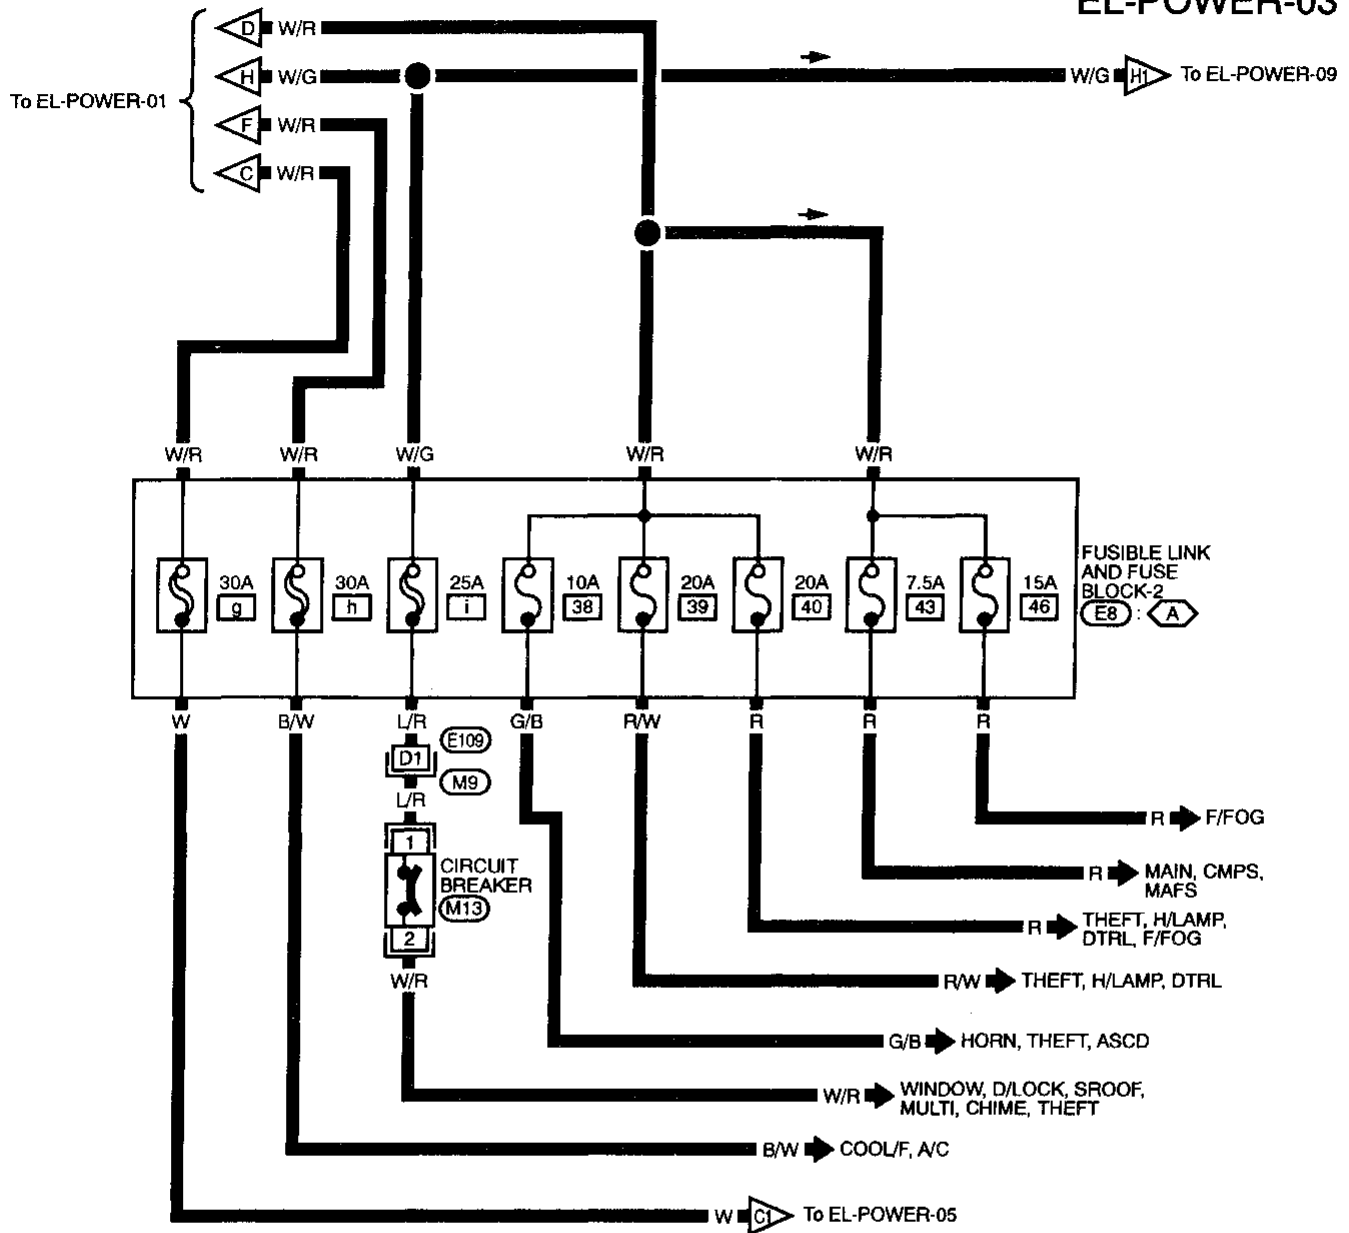 EL-POWER-03
D W/R
H W/G
W/G H1 To EL-POWER-09
To EL-POWER-01
F W/R
C W/R
W/R W/R W/G W/R W/R
30A 30A 25A 10A 20A 20A 7.5A 15A
g h i 38 39 40 43 46
FUSIBLE LINK
AND FUSE
BLOCK-2
E8 : A
W B/W L/R G/B R/W R R R
D1 E109
M9
L/R
1
CIRCUIT
BREAKER
M13
2
W/R
R F/FOG
R MAIN, CMPS,
MAFS
R THEFT, H/LAMP,
DTRL, F/FOG
R/W THEFT, H/LAMP, DTRL
G/B HORN, THEFT, ASCD
W/R WINDOW, D/LOCK, SROOF,
MULTI, CHIME, THEFT
B/W COOL/F, A/C
W C1 To EL-POWER-05